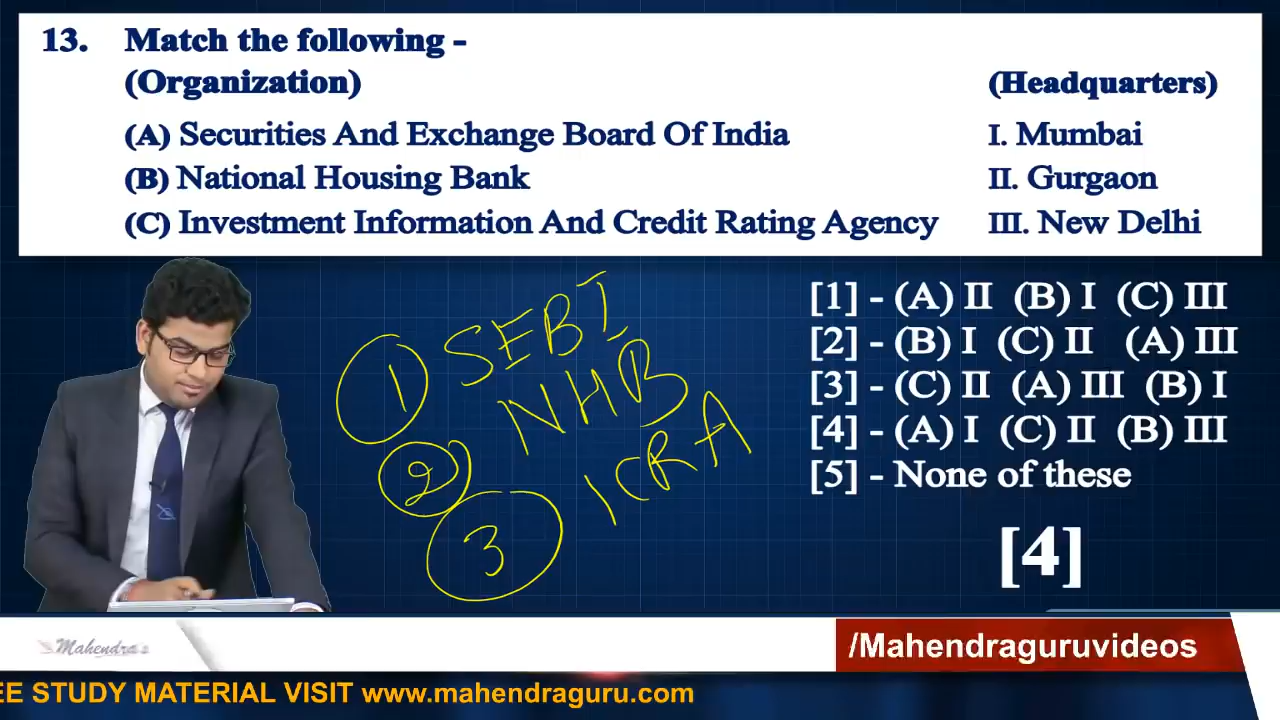 13. Match the following -
(Organization) (Headquarters)
(A) Securities And Exchange Board Of India I. Mumbai
(B) National Housing Bank II. Gurgaon
(C) Investment Information And Credit Rating Agency III. New Delhi
[1] - (A) II (B) I (C) III
[2] - (B) I (C) II (A) III
[3] - (C) II (A) III (B) I
[4] - (A) I (C) II (B) III
[5] - None of these
[4]
1 SEBI
2 NHB
3 ICRA
Mahendra's
/Mahendraguruvideos
EE STUDY MATERIAL VISIT www.mahendraguru.com